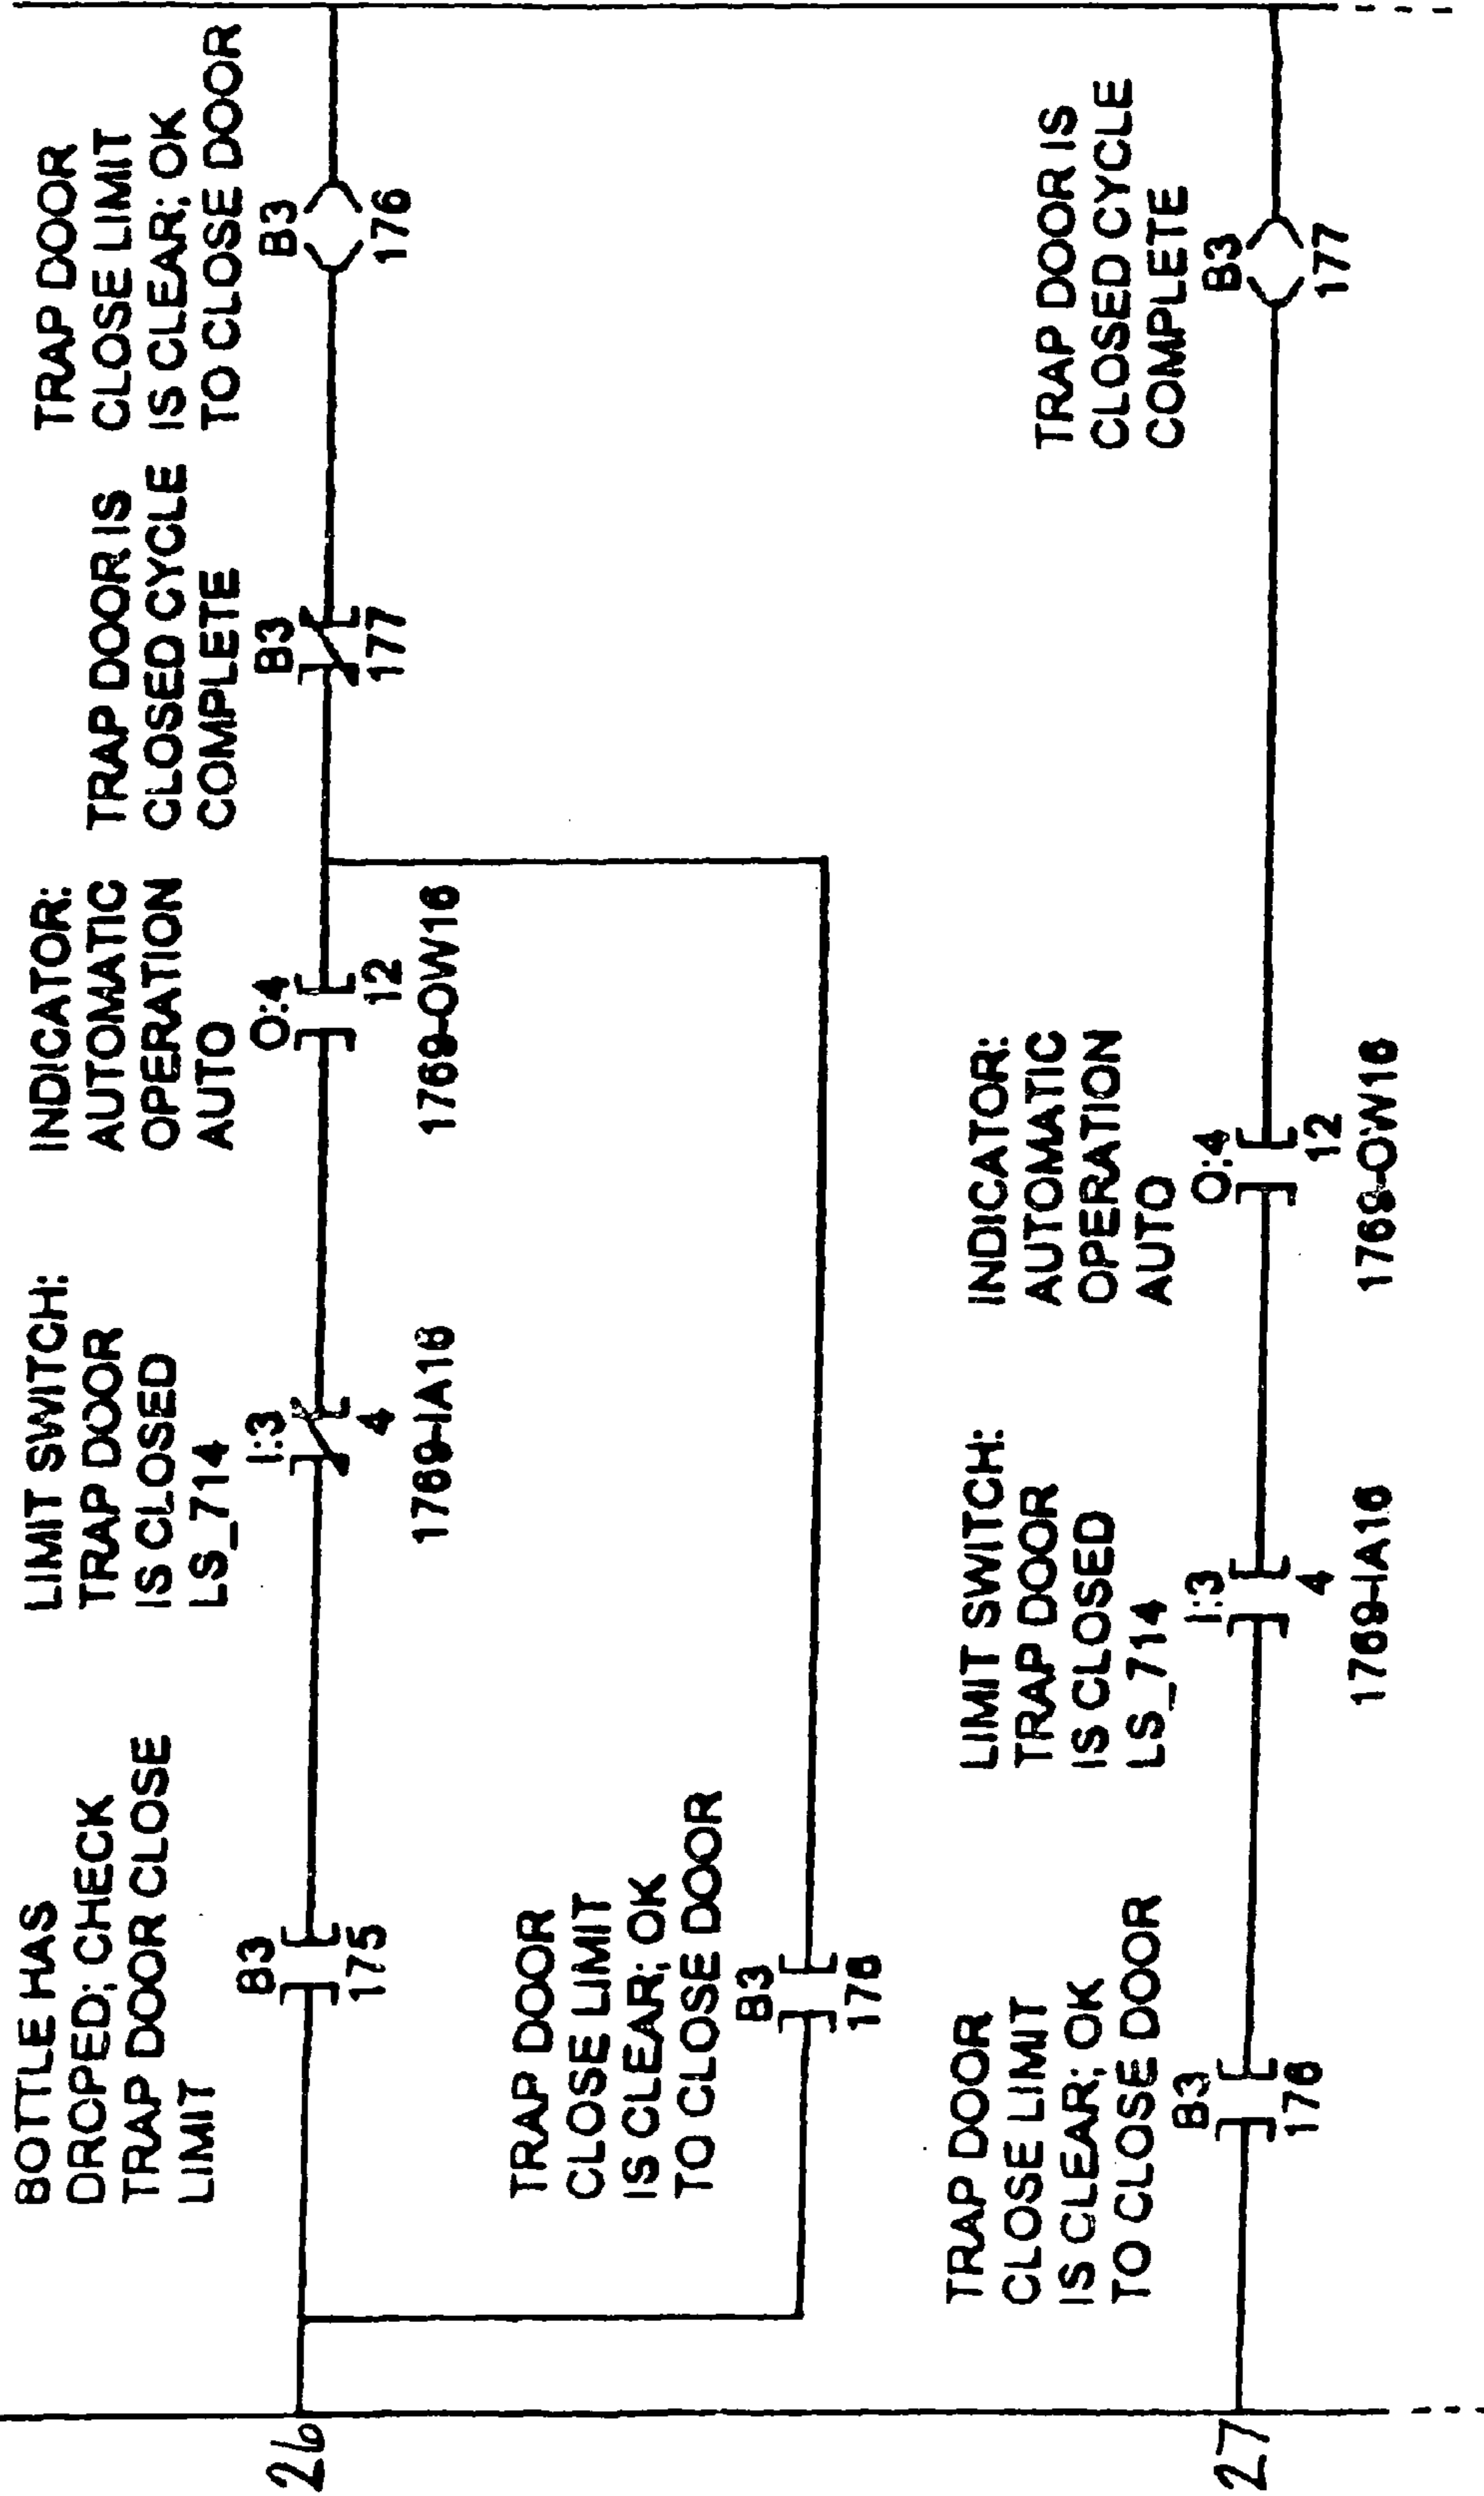 BOTTLE HAS
DROPED; CHECK
TRAP DOOR CLOSE
LIMIT
B3
175
LIMIT SWITCH:
TRAP DOOR
IS CLOSED
LS_714
I:3
4
1769-IA16
INDICATOR:
AUTOMATIC
OPERATION
AUTO
O:4
12
1769-OW16
TRAP DOOR IS
CLOSED CYCLE
COMPLETE
B3
177
TRAP DOOR
CLOSE LIMIT
IS CLEAR: OK
TO CLOSE DOOR
B3
176
26
TRAP DOOR
CLOSE LIMIT
IS CLEAR: OK
TO CLOSE DOOR
B3
176
TRAP DOOR
CLOSE LIMIT
IS CLEAR; OK
TO CLOSE DOOR
B3
176
LIMIT SWITCH:
TRAP DOOR
IS CLOSED
LS_714
I:3
4
1769-IA16
INDICATOR:
AUTOMATIC
OPERATION
AUTO
O:4
12
1769-OW16
TRAP DOOR IS
CLOSED CYCLE
COMPLETE
B3
177
27